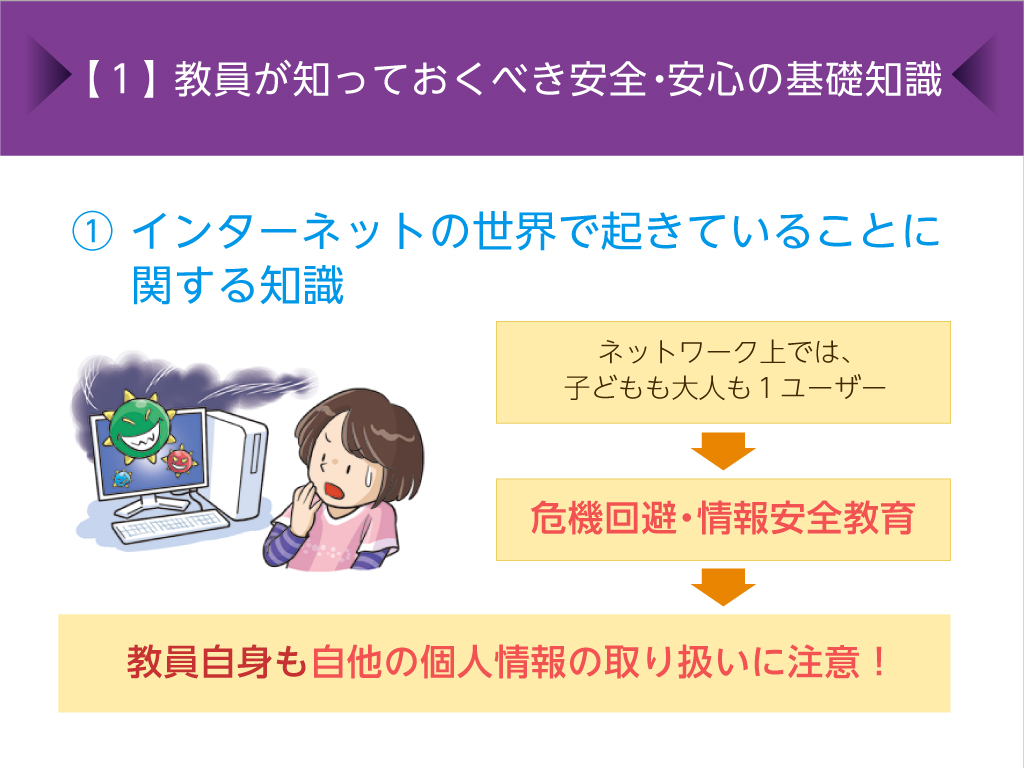 【１】教員が知っておくべき安全・安心の基礎知識
① インターネットの世界で起きていることに
関する知識
ネットワーク上では、
子どもも大人も１ユーザー
危機回避・情報安全教育
教員自身も自他の個人情報の取り扱いに注意！